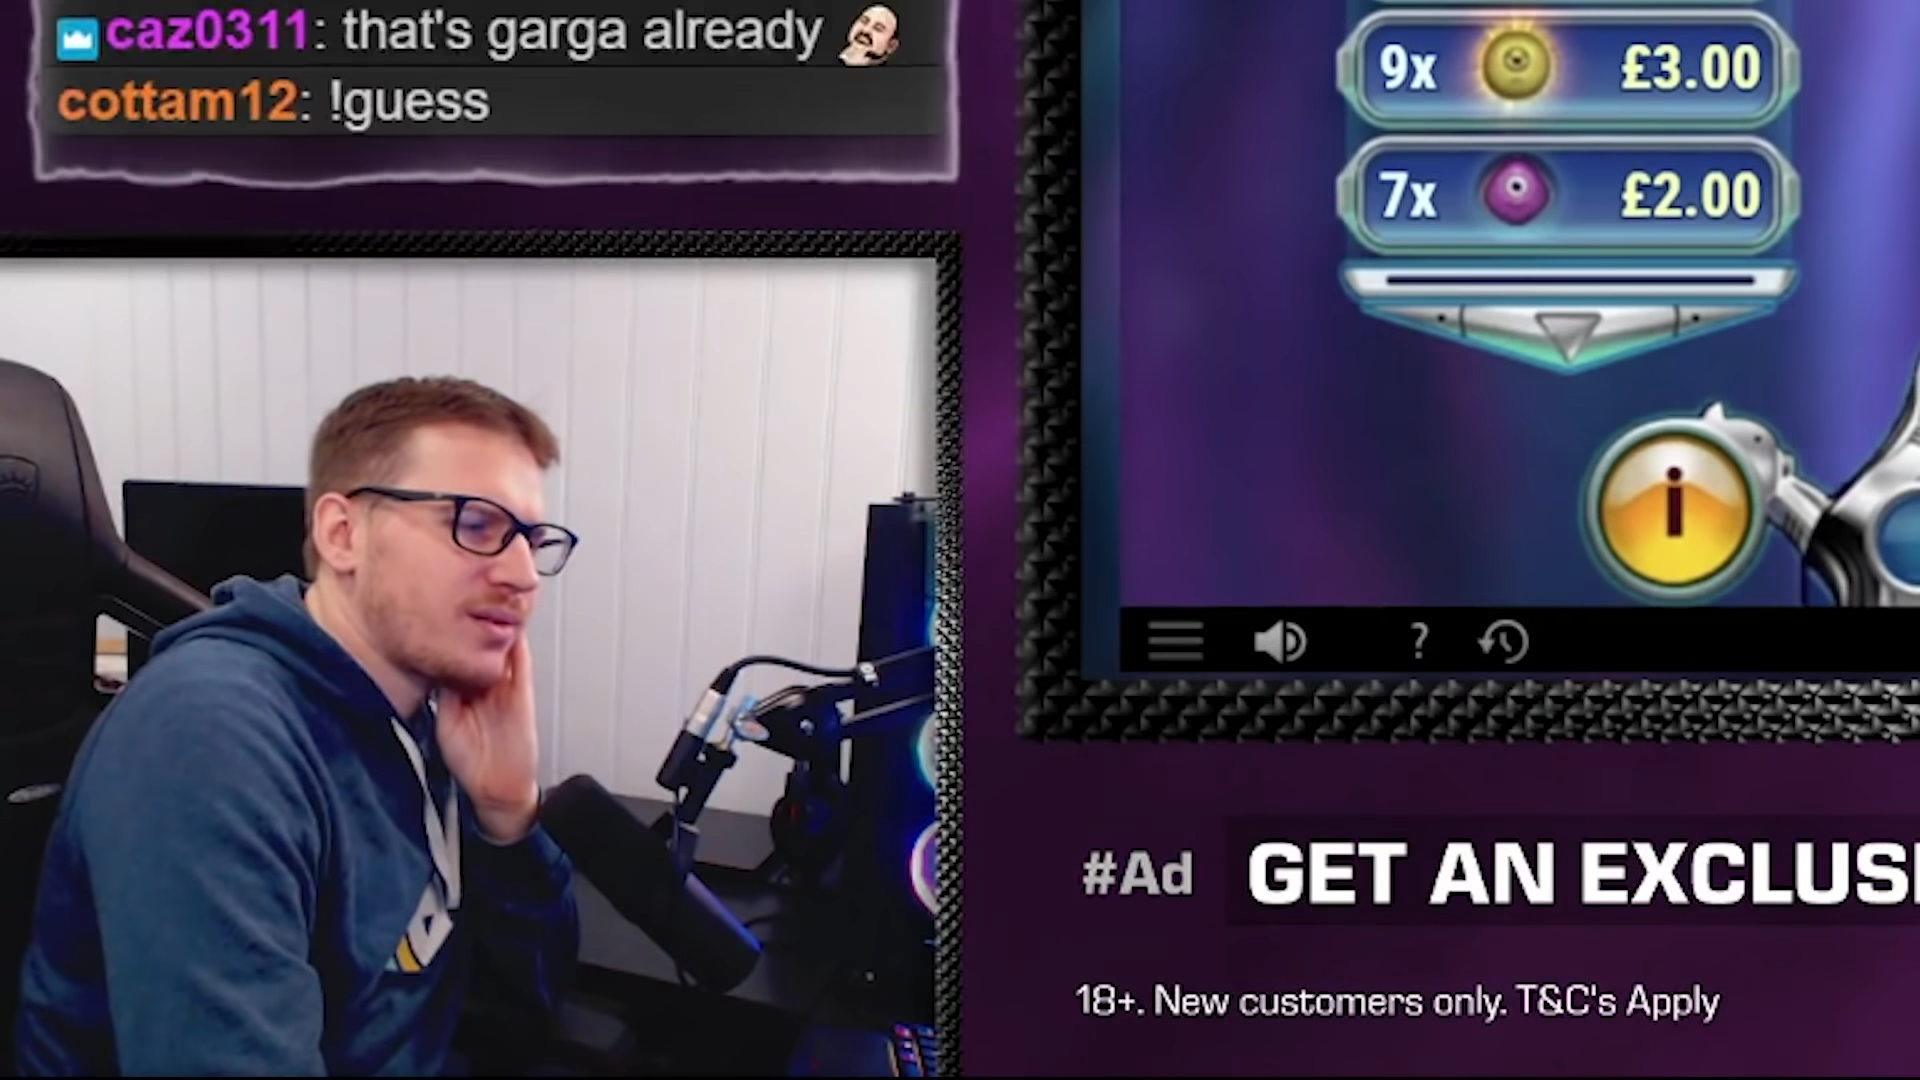 caz0311: that's garga already
cottam12: !guess
9x £3.00
7x £2.00
i
?
#Ad GET AN EXCLUSI
18+. New customers only. T&C's Apply